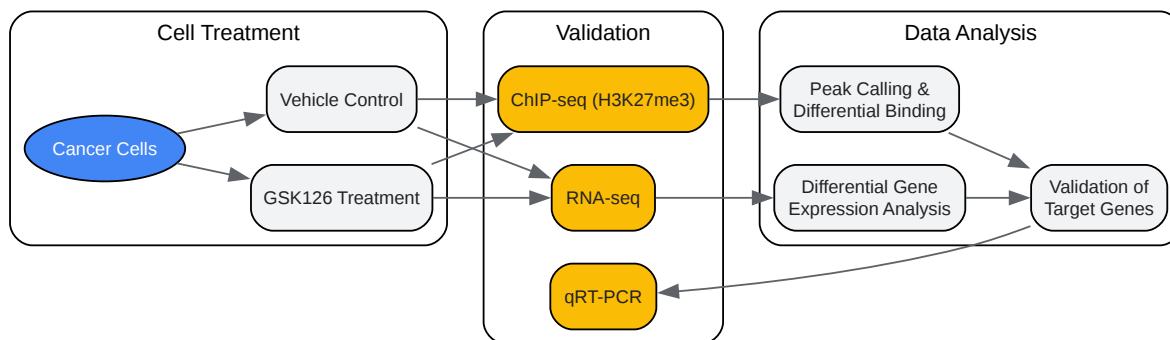 Cell Treatment
Validation
Data Analysis
Cancer Cells
Vehicle Control
GSK126 Treatment
ChIP-seq (H3K27me3)
RNA-seq
qRT-PCR
Peak Calling &
Differential Binding
Differential Gene
Expression Analysis
Validation of
Target Genes